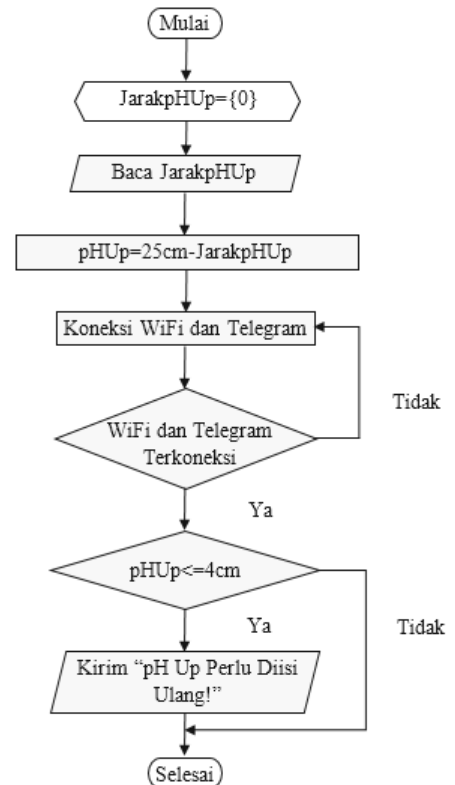 Mulai
JarakpHUp={0}
Baca JarakpHUp
pHUp=25cm-JarakpHUp
Koneksi WiFi dan Telegram
Tidak
WiFi dan Telegram
Terkoneksi
Ya
pHUp<=4cm
Ya
Tidak
Kirim “pH Up Perlu Diisi
Ulang!”
Selesai